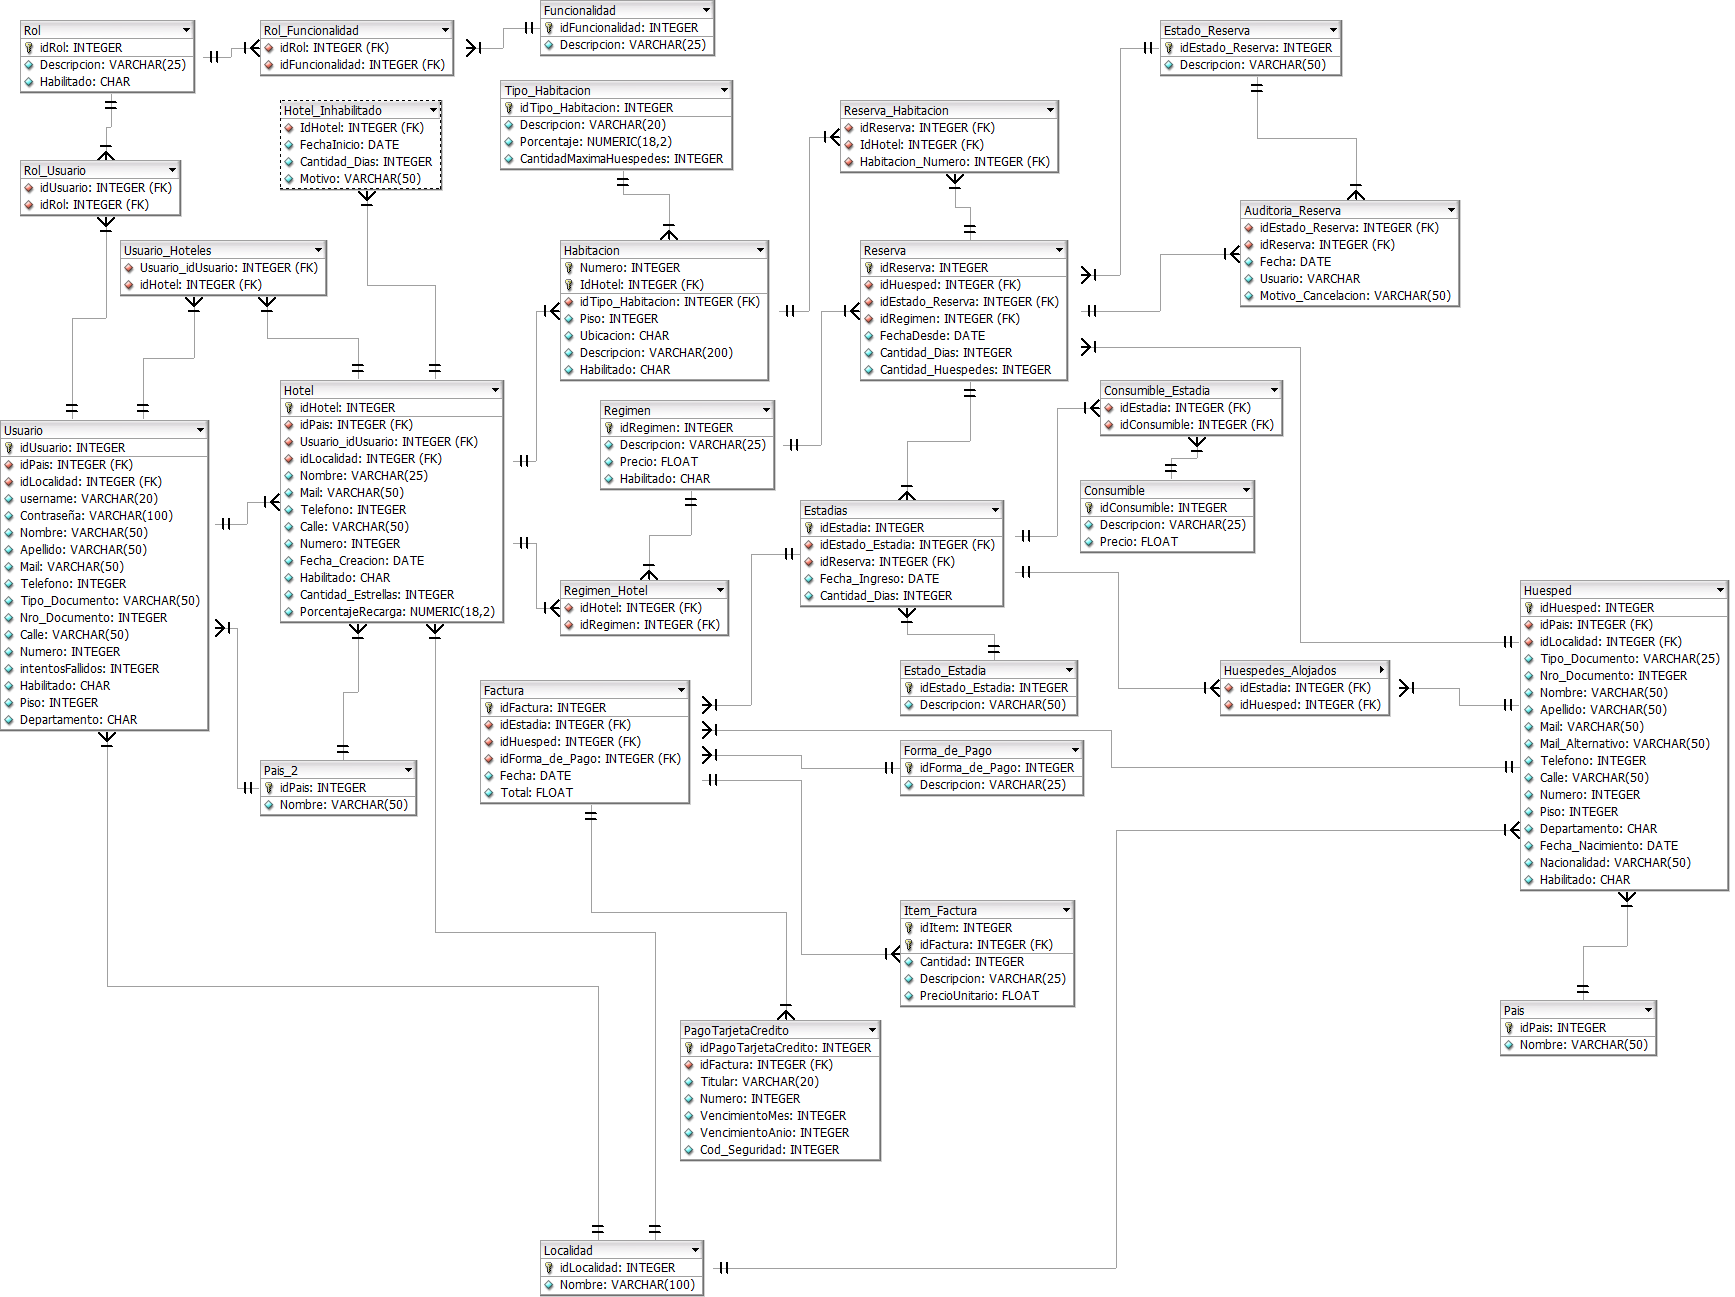 Rol
idRol: INTEGER
Descripcion: VARCHAR(25)
Habilitado: CHAR
Rol_Funcionalidad
idRol: INTEGER (FK)
idFuncionalidad: INTEGER (FK)
Funcionalidad
idFuncionalidad: INTEGER
Descripcion: VARCHAR(25)
Estado_Reserva
idEstado_Reserva: INTEGER
Descripcion: VARCHAR(50)
Hotel_Inhabilitado
IdHotel: INTEGER (FK)
FechaInicio: DATE
Cantidad_Dias: INTEGER
Motivo: VARCHAR(50)
Tipo_Habitacion
idTipo_Habitacion: INTEGER
Descripcion: VARCHAR(20)
Porcentaje: NUMERIC(18,2)
CantidadMaximaHuespedes: INTEGER
Reserva_Habitacion
idReserva: INTEGER (FK)
IdHotel: INTEGER (FK)
Habitacion_Numero: INTEGER (FK)
Rol_Usuario
idUsuario: INTEGER (FK)
idRol: INTEGER (FK)
Auditoria_Reserva
idEstado_Reserva: INTEGER (FK)
idReserva: INTEGER (FK)
Fecha: DATE
Usuario: VARCHAR
Motivo_Cancelacion: VARCHAR(50)
Usuario_Hoteles
Usuario_idUsuario: INTEGER (FK)
idHotel: INTEGER (FK)
Habitacion
Numero: INTEGER
IdHotel: INTEGER (FK)
idTipo_Habitacion: INTEGER (FK)
Piso: INTEGER
Ubicacion: CHAR
Descripcion: VARCHAR(200)
Habilitado: CHAR
Reserva
idReserva: INTEGER
idHuesped: INTEGER (FK)
idEstado_Reserva: INTEGER (FK)
idRegimen: INTEGER (FK)
FechaDesde: DATE
Cantidad_Dias: INTEGER
Cantidad_Huespedes: INTEGER
Hotel
idHotel: INTEGER
idPais: INTEGER (FK)
Usuario_idUsuario: INTEGER (FK)
idLocalidad: INTEGER (FK)
Nombre: VARCHAR(25)
Mail: VARCHAR(50)
Telefono: INTEGER
Calle: VARCHAR(50)
Numero: INTEGER
Fecha_Creacion: DATE
Habilitado: CHAR
Cantidad_Estrellas: INTEGER
PorcentajeRecarga: NUMERIC(18,2)
Consumible_Estadia
idEstadia: INTEGER (FK)
idConsumible: INTEGER (FK)
Regimen
idRegimen: INTEGER
Descripcion: VARCHAR(25)
Precio: FLOAT
Habilitado: CHAR
Usuario
idUsuario: INTEGER
idPais: INTEGER (FK)
idLocalidad: INTEGER (FK)
username: VARCHAR(20)
Contraseña: VARCHAR(100)
Nombre: VARCHAR(50)
Apellido: VARCHAR(50)
Mail: VARCHAR(50)
Telefono: INTEGER
Tipo_Documento: VARCHAR(50)
Nro_Documento: INTEGER
Calle: VARCHAR(50)
Numero: INTEGER
intentosFallidos: INTEGER
Habilitado: CHAR
Piso: INTEGER
Departamento: CHAR
Consumible
idConsumible: INTEGER
Descripcion: VARCHAR(25)
Precio: FLOAT
Estadias
idEstadia: INTEGER
idEstado_Estadia: INTEGER (FK)
idReserva: INTEGER (FK)
Fecha_Ingreso: DATE
Cantidad_Dias: INTEGER
Regimen_Hotel
idHotel: INTEGER (FK)
idRegimen: INTEGER (FK)
Huesped
idHuesped: INTEGER
idPais: INTEGER (FK)
idLocalidad: INTEGER (FK)
Tipo_Documento: VARCHAR(25)
Nro_Documento: INTEGER
Nombre: VARCHAR(50)
Apellido: VARCHAR(50)
Mail: VARCHAR(50)
Mail_Alternativo: VARCHAR(50)
Telefono: INTEGER
Calle: VARCHAR(50)
Numero: INTEGER
Piso: INTEGER
Departamento: CHAR
Fecha_Nacimiento: DATE
Nacionalidad: VARCHAR(50)
Habilitado: CHAR
Estado_Estadia
idEstado_Estadia: INTEGER
Descripcion: VARCHAR(50)
Huespedes_Alojados
idEstadia: INTEGER (FK)
idHuesped: INTEGER (FK)
Factura
idFactura: INTEGER
idEstadia: INTEGER (FK)
idHuesped: INTEGER (FK)
idForma_de_Pago: INTEGER (FK)
Fecha: DATE
Total: FLOAT
Forma_de_Pago
idForma_de_Pago: INTEGER
Descripcion: VARCHAR(25)
Pais_2
idPais: INTEGER
Nombre: VARCHAR(50)
Item_Factura
idItem: INTEGER
idFactura: INTEGER (FK)
Cantidad: INTEGER
Descripcion: VARCHAR(25)
PrecioUnitario: FLOAT
Pais
idPais: INTEGER
Nombre: VARCHAR(50)
PagoTarjetaCredito
idPagoTarjetaCredito: INTEGER
idFactura: INTEGER (FK)
Titular: VARCHAR(20)
Numero: INTEGER
VencimientoMes: INTEGER
VencimientoAnio: INTEGER
Cod_Seguridad: INTEGER
Localidad
idLocalidad: INTEGER
Nombre: VARCHAR(100)